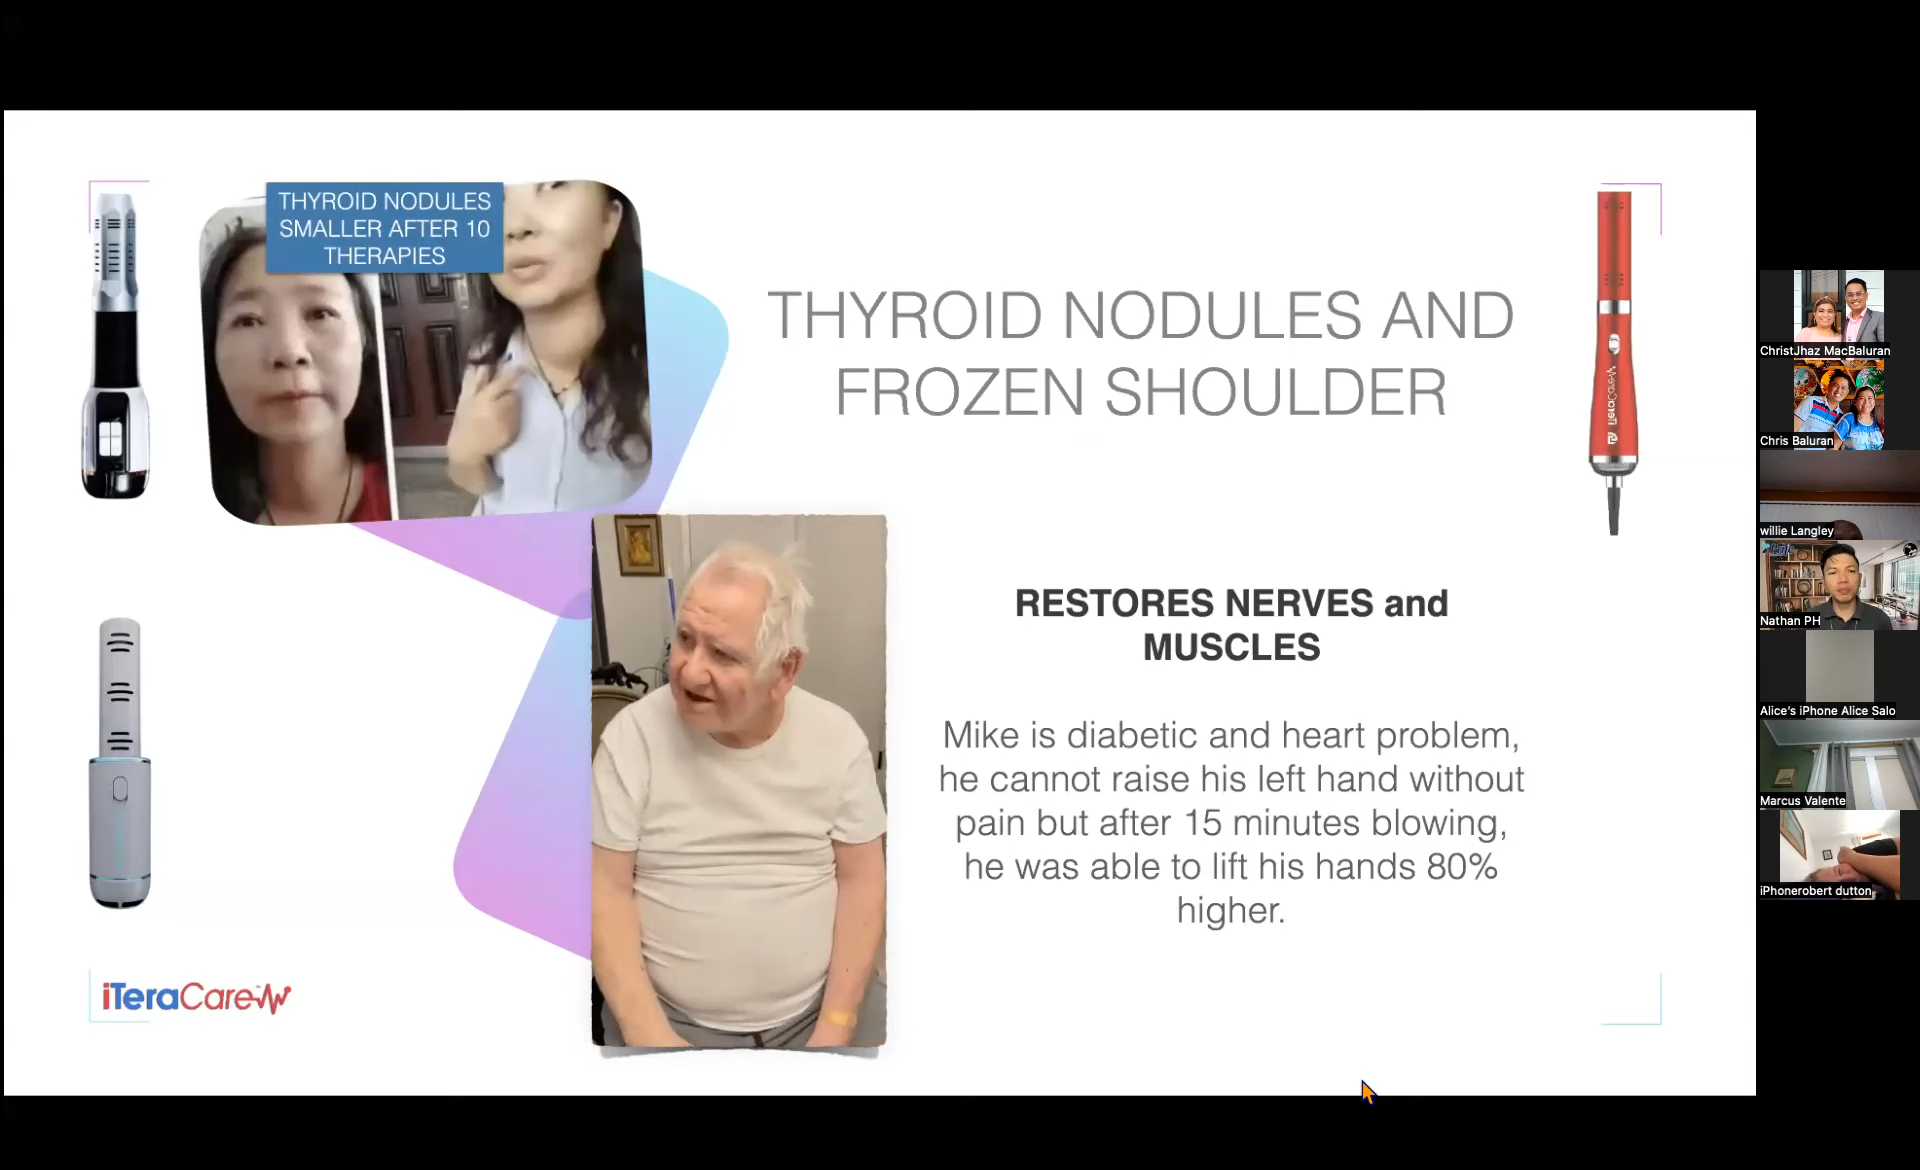 THYROID NODULES
SMALLER AFTER 10
THERAPIES
THYROID NODULES AND
FROZEN SHOULDER
iTeraCare
RESTORES NERVES and
MUSCLES
Mike is diabetic and heart problem,
he cannot raise his left hand without
pain but after 15 minutes blowing,
he was able to lift his hands 80%
higher.
iTeraCare
ChristJhaz MacBaluran
Chris Baluran
willie Langley
Nathan PH
Alice's iPhone Alice Salo
Marcus Valente
iPhonerobert dutton